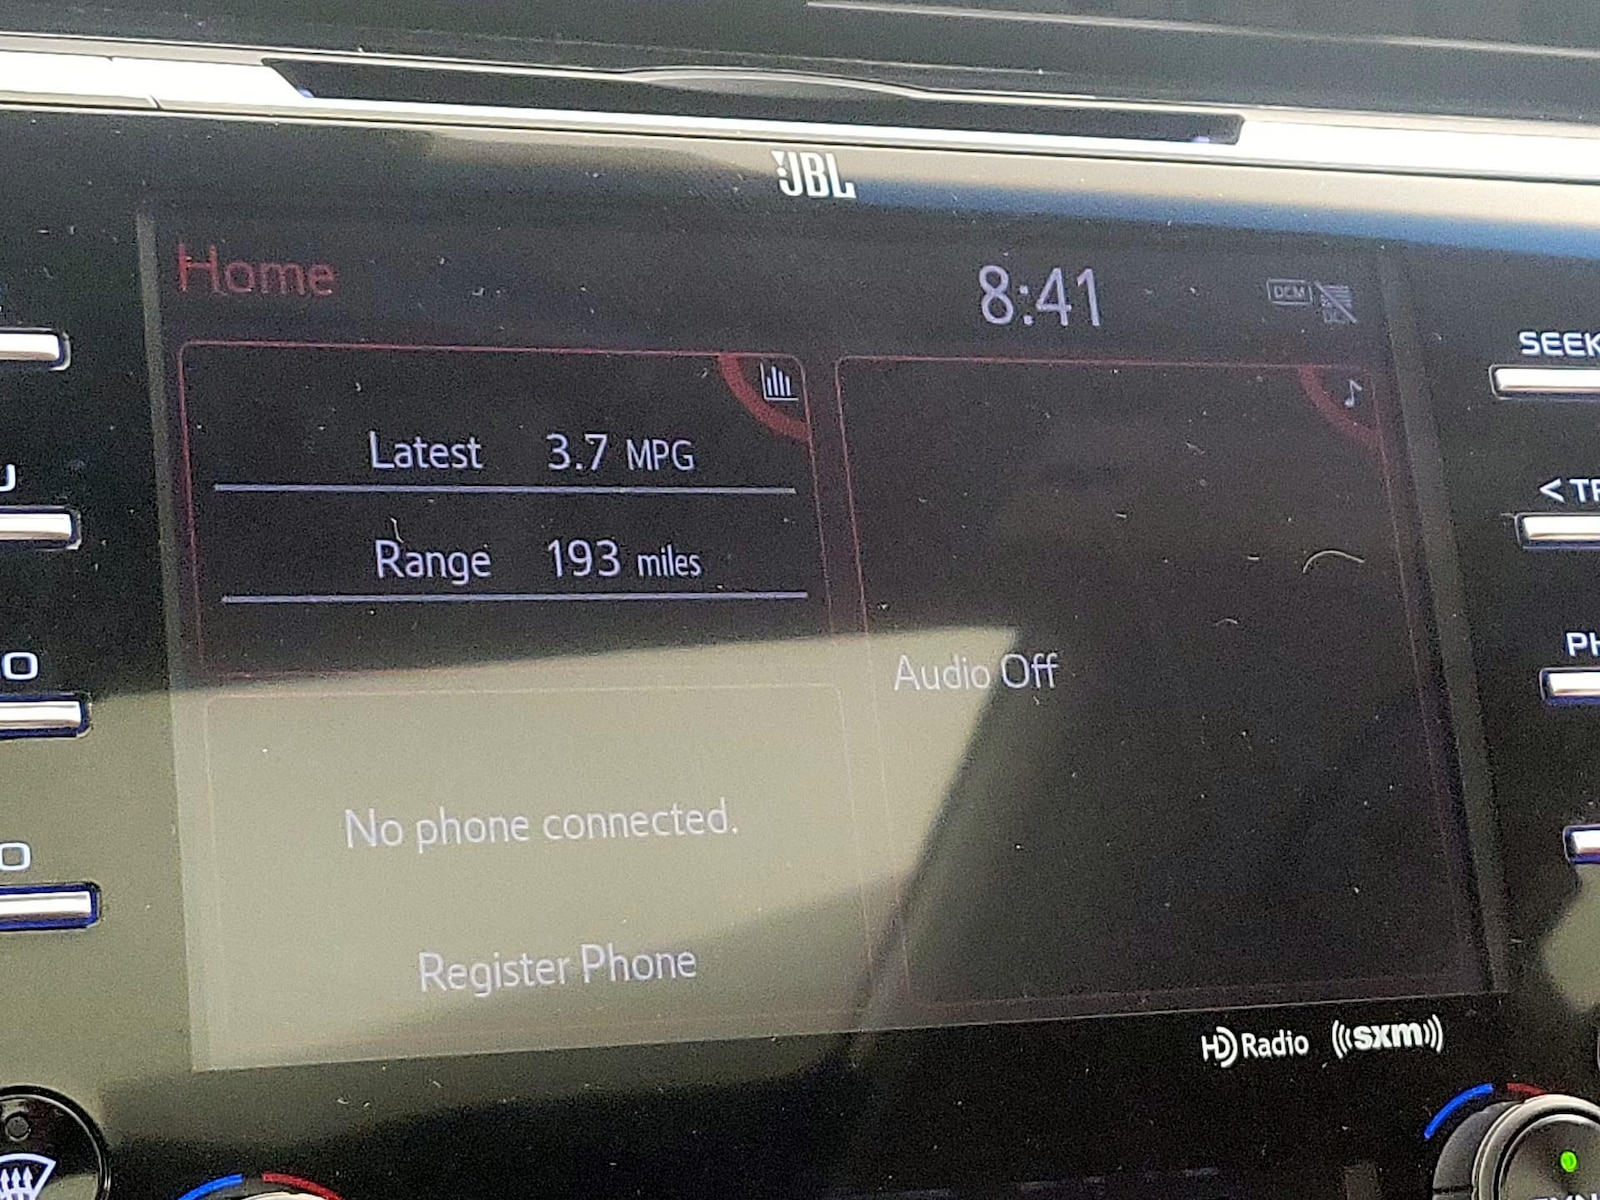 JBL
Home
8:41
DCM
Latest 3.7 MPG
Range 193 miles
Audio Off
No phone connected.
Register Phone
HD Radio
sxm
SEEK